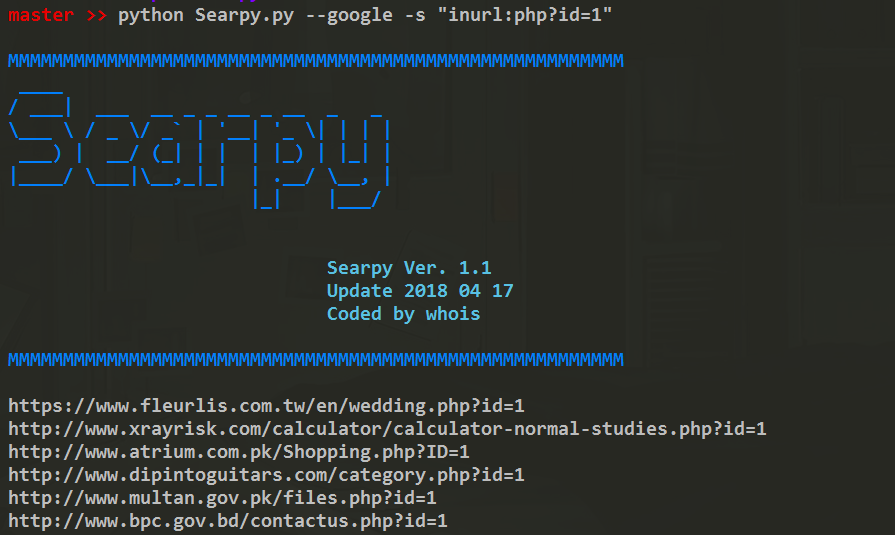 master >> python Searpy.py --google -s "inurl:php?id=1"
MMMMMMMMMMMMMMMMMMMMMMMMMMMMMMMMMMMMMMMMMMMMMMMMMMMMMMMM
Searpy
Searpy Ver. 1.1
Update 2018 04 17
Coded by whois
MMMMMMMMMMMMMMMMMMMMMMMMMMMMMMMMMMMMMMMMMMMMMMMMMMMMMMMM
https://www.fleurlis.com.tw/en/wedding.php?id=1
http://www.xrayrisk.com/calculator/calculator-normal-studies.php?id=1
http://www.atrium.com.pk/Shopping.php?ID=1
http://www.dipintoguitars.com/category.php?id=1
http://www.multan.gov.pk/files.php?id=1
http://www.bpc.gov.bd/contactus.php?id=1